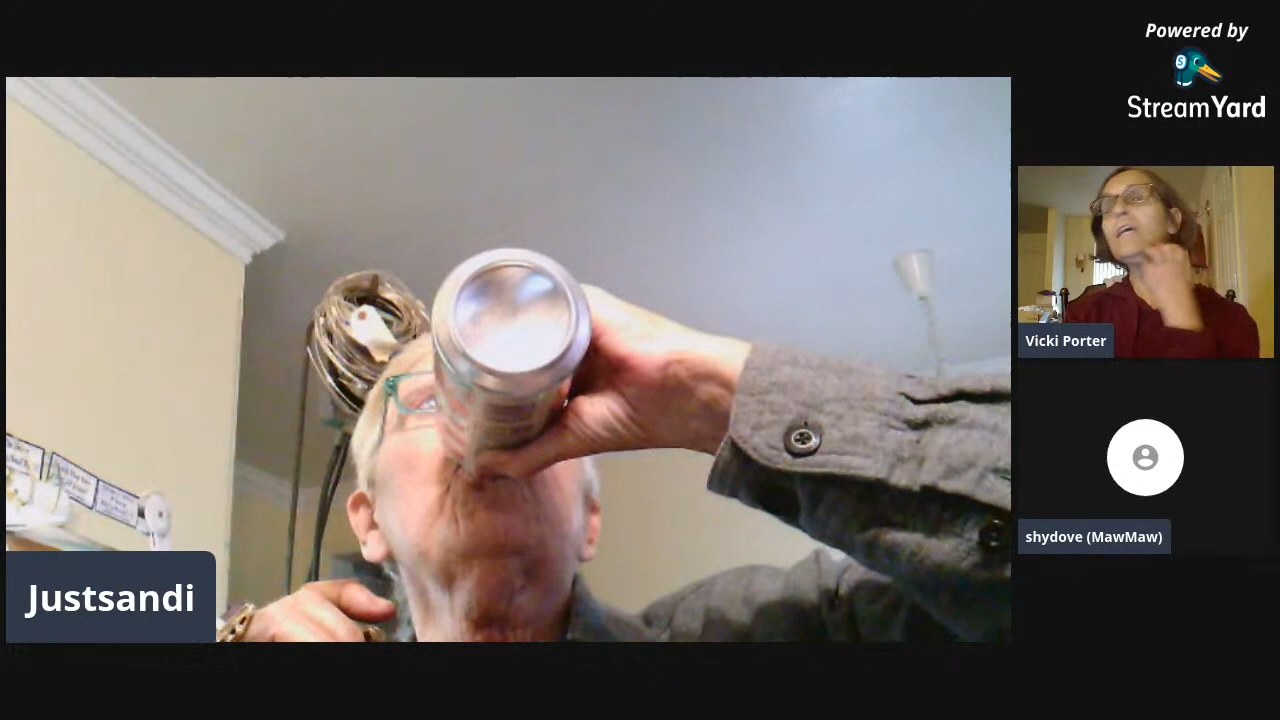 Powered by
StreamYard
Vicki Porter
shydove (MawMaw)
Justsandi